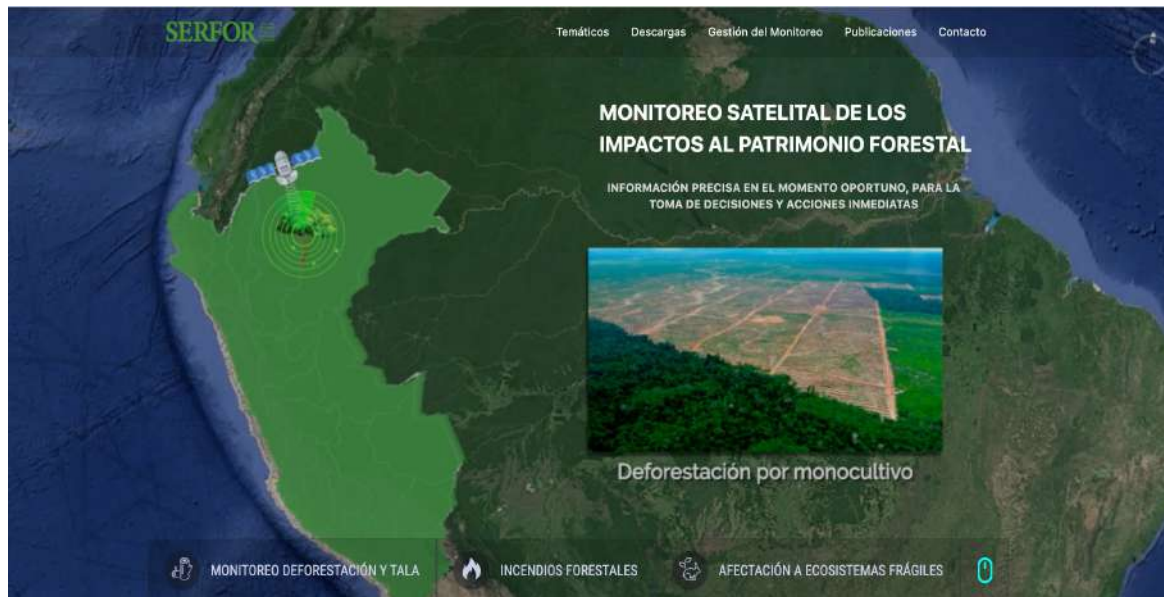 SERFOR
Temáticos Descargas Gestión del Monitoreo Publicaciones Contacto
MONITOREO SATELITAL DE LOS
IMPACTOS AL PATRIMONIO FORESTAL
INFORMACIÓN PRECISA EN EL MOMENTO OPORTUNO, PARA LA
TOMA DE DECISIONES Y ACCIONES INMEDIATAS
Deforestación por monocultivo
MONITOREO DEFORESTACIÓN Y TALA INCENDIOS FORESTALES AFECTACIÓN A ECOSISTEMAS FRÁGILES